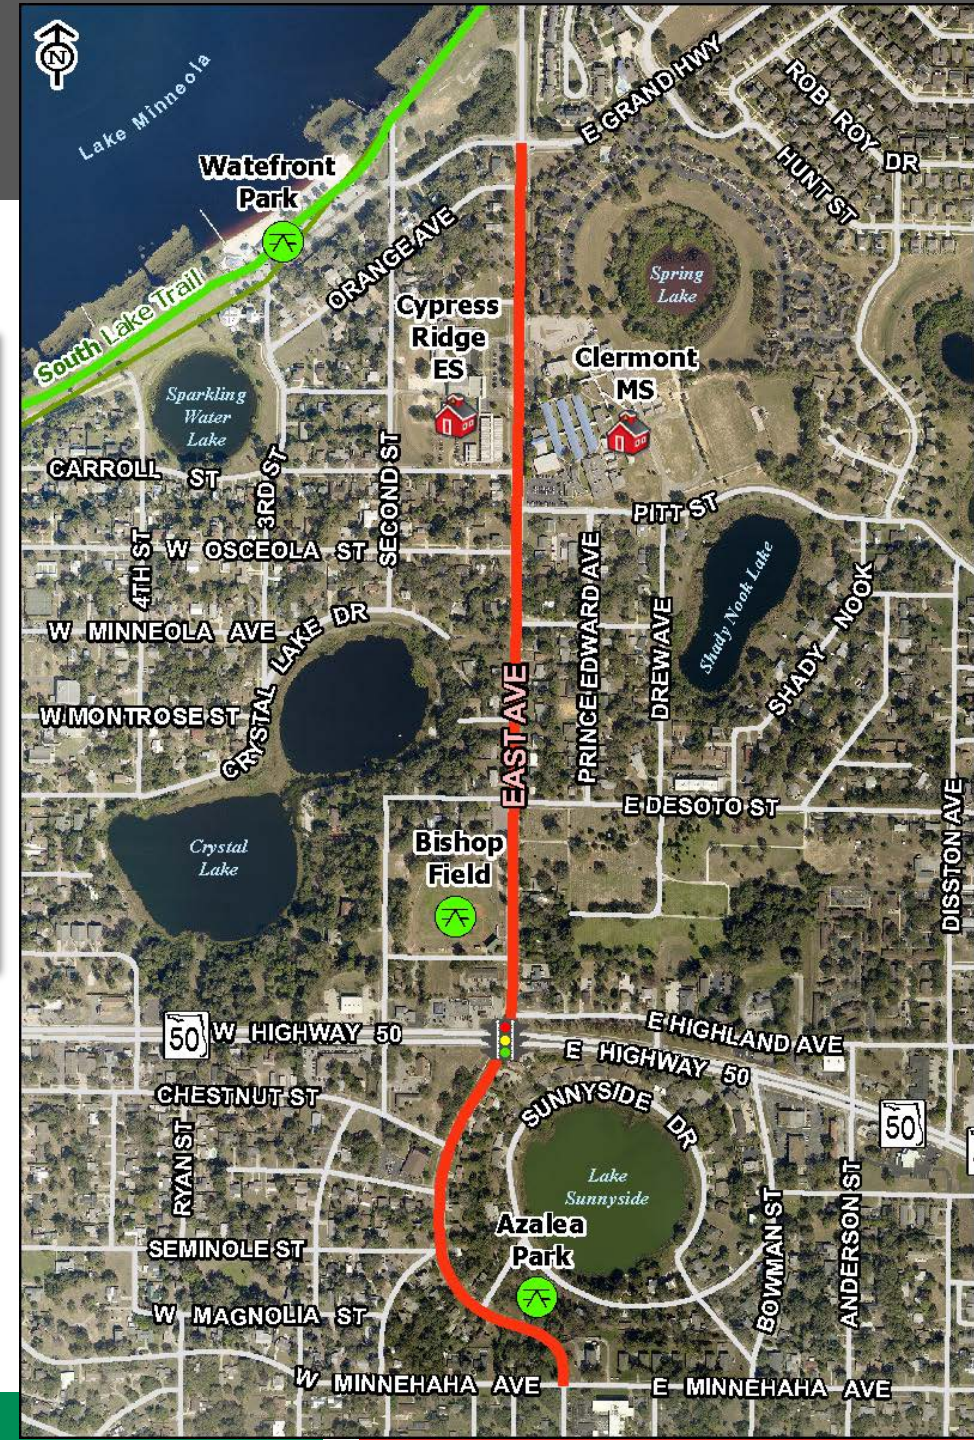 N
Lake Minneola
E GRAND HWY
ROB ROY DR
HUNT ST
Watefront
Park
ORANGE AVE
South Lake Trail
Spring
Lake
Cypress
Ridge
ES
Clermont
MS
Sparkling
Water
Lake
CARROLL ST
3RD ST
SECOND ST
PITT ST
4TH ST
W OSCEOLA ST
PRINCE EDWARD AVE
DREW AVE
Shady Nook Lake
SHADY NOOK
W MINNEOLA AVE
CRYSTAL LAKE DR
W MONTROSE ST
EAST AVE
E DESOTO ST
DISSTON AVE
Crystal
Lake
Bishop
Field
50
W HIGHWAY 50
E HIGHLAND AVE
E HIGHWAY 50
50
CHESTNUT ST
SUNNYSIDE DR
RYAN ST
Lake
Sunnyside
Azalea
Park
SEMINOLE ST
BOWMAN ST
ANDERSON ST
W MAGNOLIA ST
W MINNEHAHA AVE
E MINNEHAHA AVE